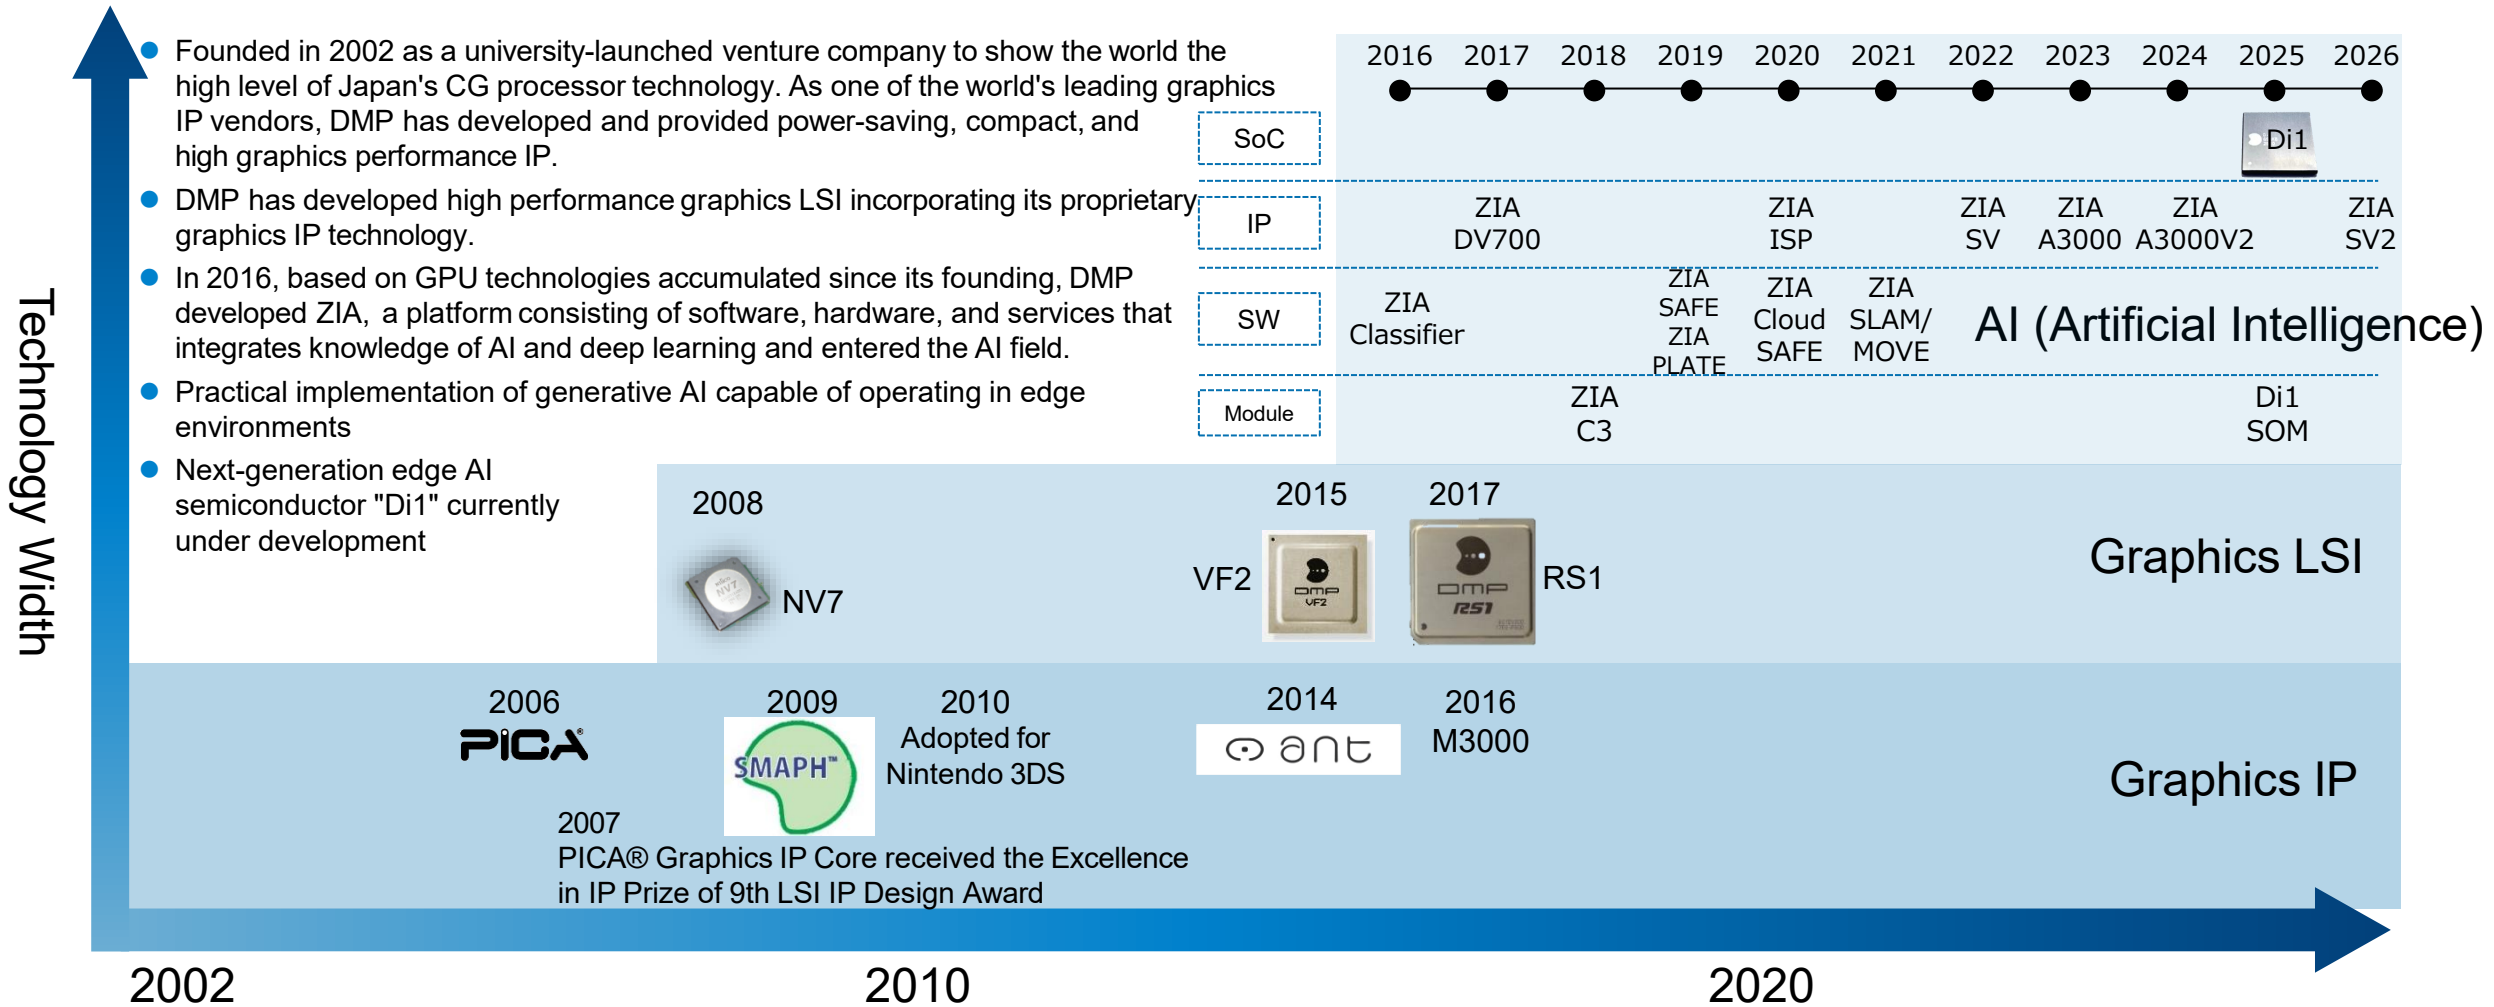 Founded in 2002 as a university-launched venture company to show the world the
high level of Japan's CG processor technology. As one of the world's leading graphics
IP vendors, DMP has developed and provided power-saving, compact, and
high graphics performance IP.
DMP has developed high performance graphics LSI incorporating its proprietary
graphics IP technology.
In 2016, based on GPU technologies accumulated since its founding, DMP
developed ZIA, a platform consisting of software, hardware, and services that
integrates knowledge of AI and deep learning and entered the AI field.
Practical implementation of generative AI capable of operating in edge
environments
Next-generation edge AI
semiconductor "Di1" currently
under development
Technology Width
2016 2017 2018 2019 2020 2021 2022 2023 2024 2025 2026
SoC
Di1
IP
ZIA
DV700
ZIA
ISP
ZIA
SV
ZIA
A3000
ZIA
A3000V2
ZIA
SV2
SW
ZIA
Classifier
ZIA
SAFE
ZIA
PLATE
ZIA
Cloud
SAFE
ZIA
SLAM/
MOVE
AI (Artificial Intelligence)
Module
ZIA
C3
Di1
SOM
2008
NV7
NV7
2015
VF2
DMP
VF2
2017
DMP
RS1
RS1
Graphics LSI
2006
PICA®
2009
SMAPH™
2010
Adopted for
Nintendo 3DS
2014
ant
2016
M3000
Graphics IP
2007
PICA® Graphics IP Core received the Excellence
in IP Prize of 9th LSI IP Design Award
2002
2010
2020